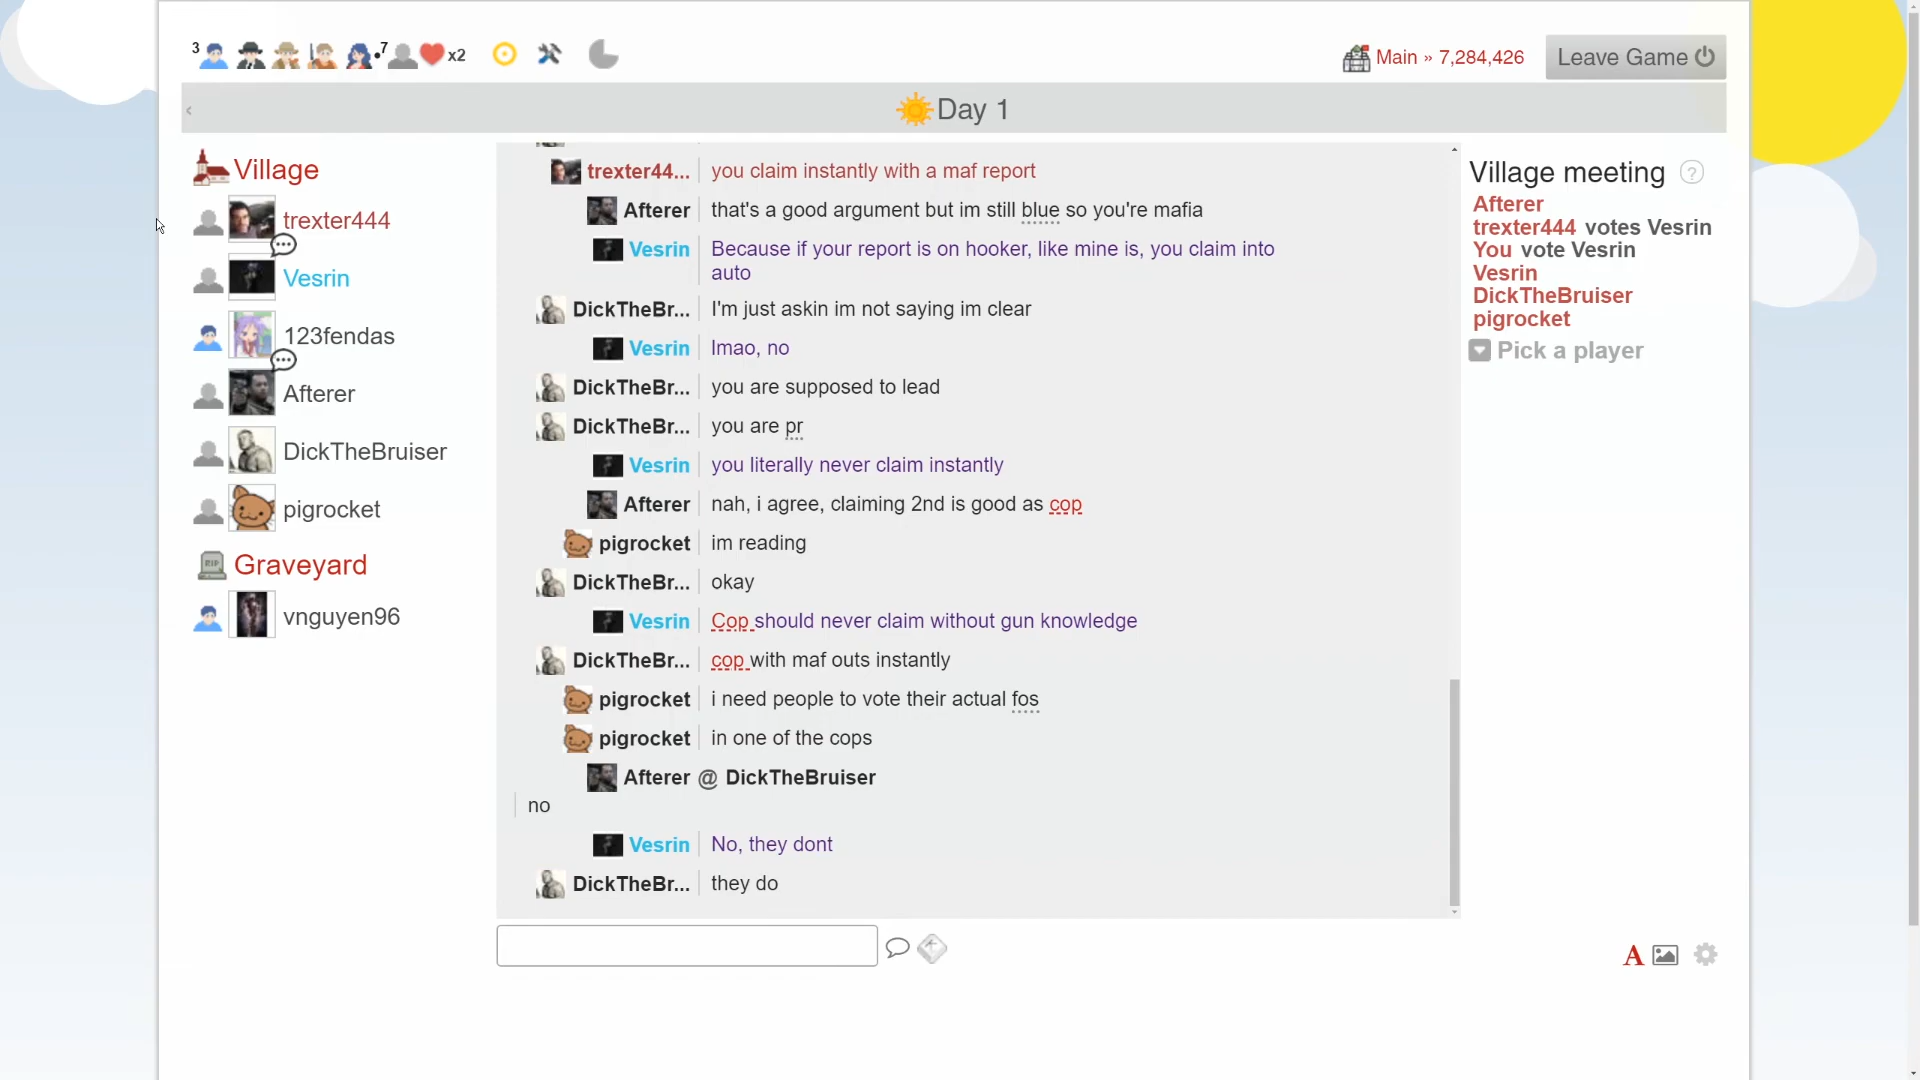 3
7
x2
Main » 7,284,426
Leave Game
‹
Day 1
Village
trexter444
Vesrin
123fendas
Afterer
DickTheBruiser
pigrocket
Graveyard
RIP
vnguyen96
trexter44... you claim instantly with a maf report
Afterer that's a good argument but im still blue so you're mafia
Vesrin Because if your report is on hooker, like mine is, you claim into
auto
DickTheBr... I'm just askin im not saying im clear
Vesrin lmao, no
DickTheBr... you are supposed to lead
DickTheBr... you are pr
Vesrin you literally never claim instantly
Afterer nah, i agree, claiming 2nd is good as cop
pigrocket im reading
DickTheBr... okay
Vesrin Cop should never claim without gun knowledge
DickTheBr... cop with maf outs instantly
pigrocket i need people to vote their actual fos
pigrocket in one of the cops
Afterer @ DickTheBruiser
no
Vesrin No, they dont
DickTheBr... they do
Village meeting ?
Afterer
trexter444 votes Vesrin
You vote Vesrin
Vesrin
DickTheBruiser
pigrocket
Pick a player
A